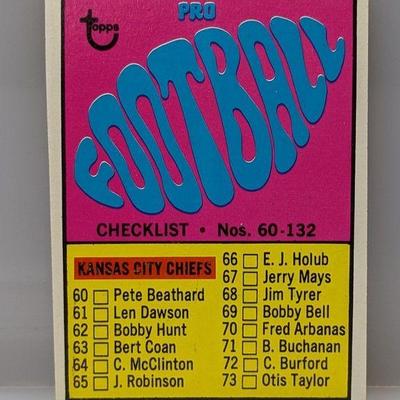 topps
PRO
FOOTBALL
CHECKLIST • Nos. 60-132
KANSAS CITY CHIEFS
60 Pete Beathard
61 Len Dawson
62 Bobby Hunt
63 Bert Coan
64 C. McClinton
65 J. Robinson
66 E. J. Holub
67 Jerry Mays
68 Jim Tyrer
69 Bobby Bell
70 Fred Arbanas
71 B. Buchanan
72 C. Burford
73 Otis Taylor